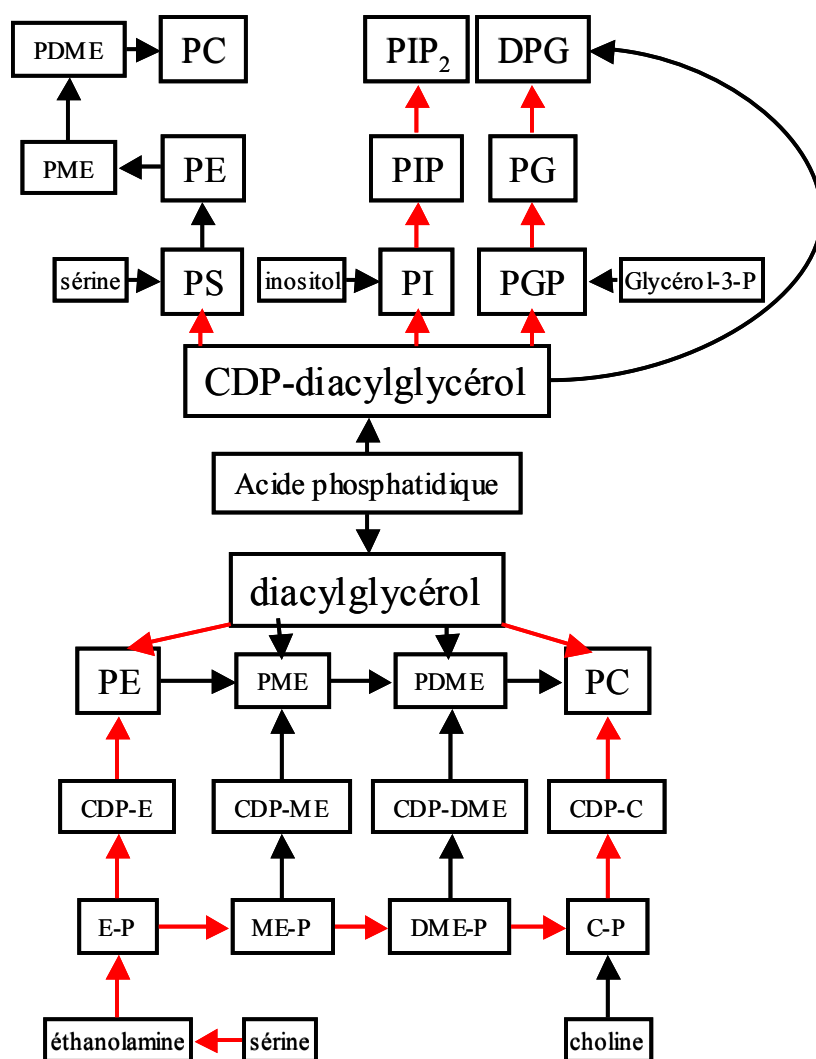 PDME
PC
PIP₂
DPG
PME
PE
PIP
PG
sérine
PS
inositol
PI
PGP
Glycérol-3-P
CDP-diacylglycérol
Acide phosphatidique
diacylglycérol
PE
PME
PDME
PC
CDP-E
CDP-ME
CDP-DME
CDP-C
E-P
ME-P
DME-P
C-P
éthanolamine
sérine
choline